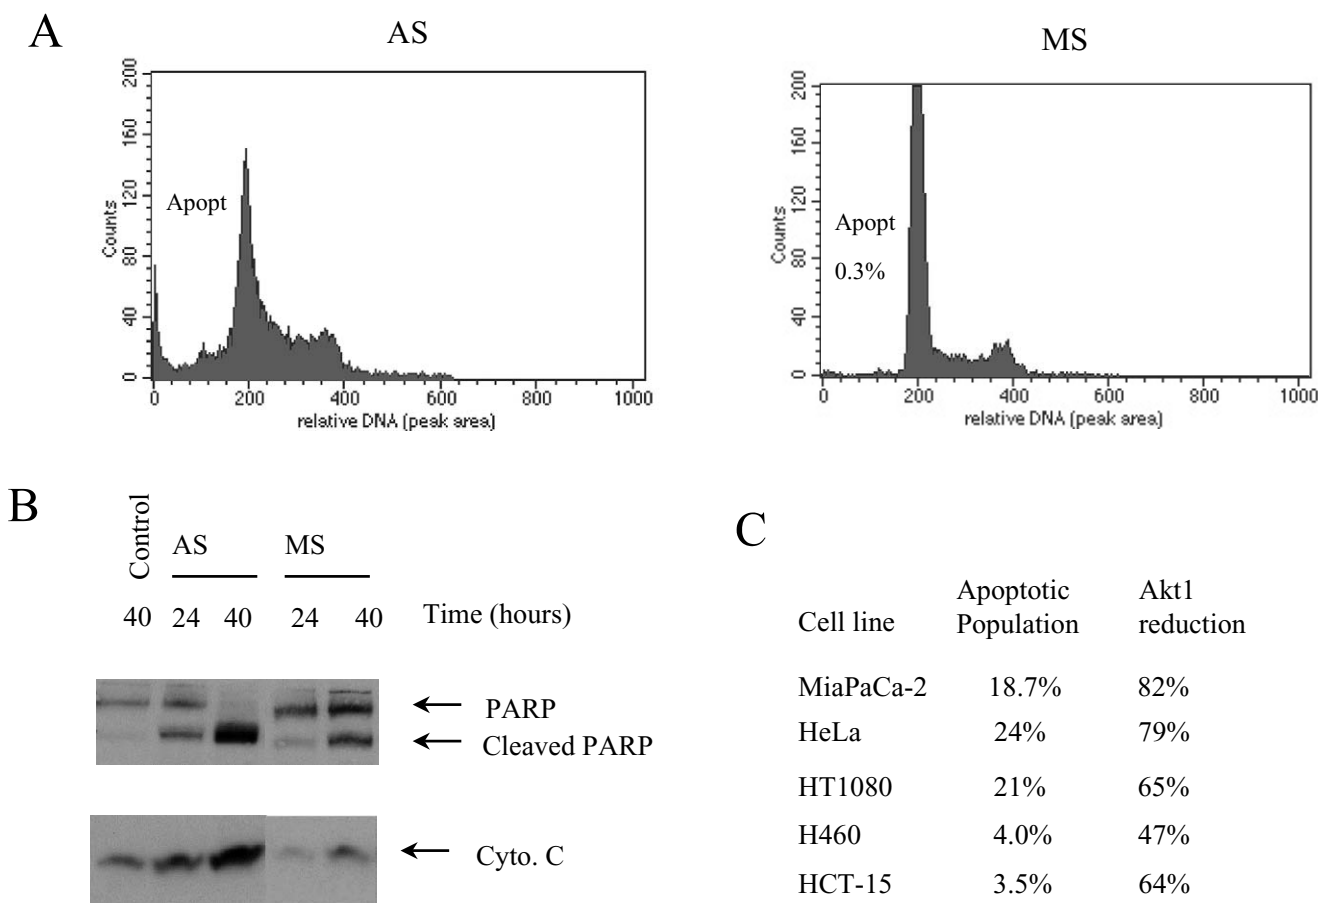 A
AS
200
160
120
80
40
0
Counts
Apopt
0 200 400 600 800 1000
relative DNA (peak area)
MS
200
160
120
80
40
0
Counts
Apopt
0.3%
0 200 400 600 800 1000
relative DNA (peak area)
B
Control
AS MS
40 24 40 24 40 Time (hours)
PARP
Cleaved PARP
Cyto. C
C
Cell line Apoptotic Population Akt1 reduction
MiaPaCa-2 18.7% 82%
HeLa 24% 79%
HT1080 21% 65%
H460 4.0% 47%
HCT-15 3.5% 64%